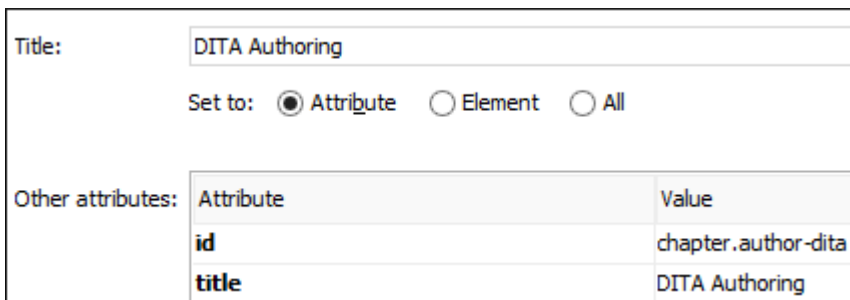 Title: DITA Authoring
Set to: Attribute Element All
Other attributes: Attribute Value
id chapter.author-dita
title DITA Authoring